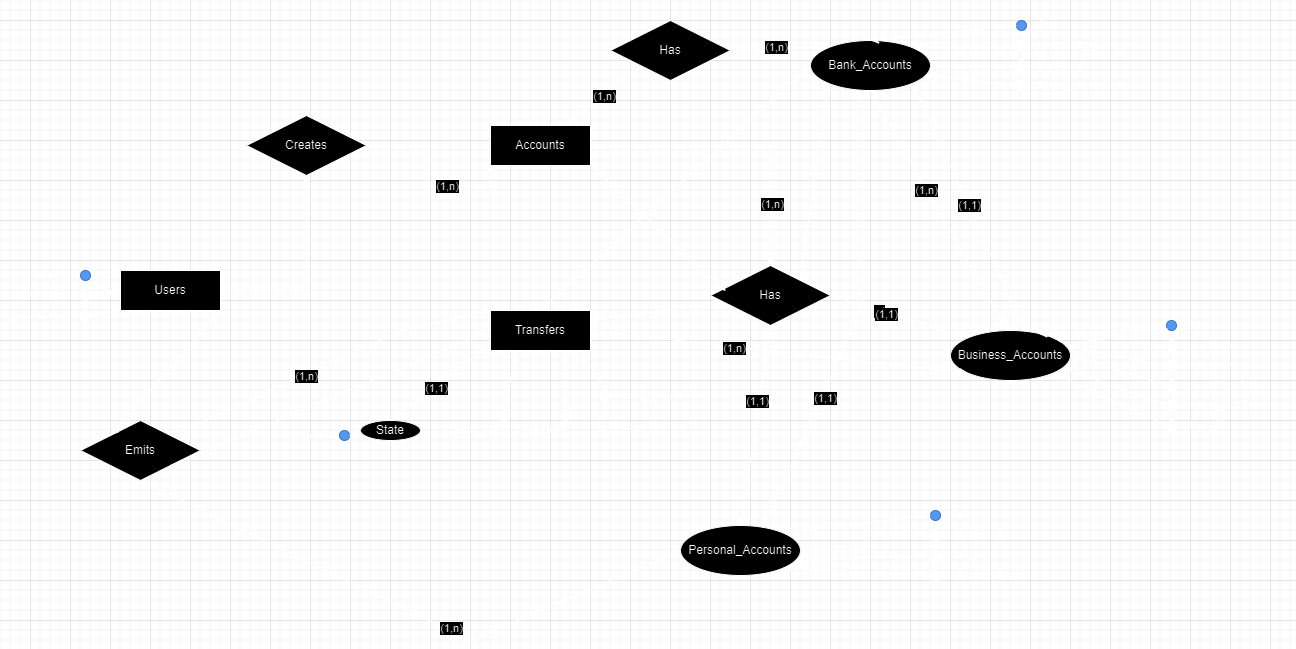 Has
(1,n)
Bank_Accounts
(1,n)
Creates
Accounts
(1,n)
(1,n)
(1,n)
(1,1)
Users
Has
(1,1)
Transfers
(1,n)
Business_Accounts
(1,n)
(1,1)
(1,1)
(1,1)
State
Emits
Personal_Accounts
(1,n)